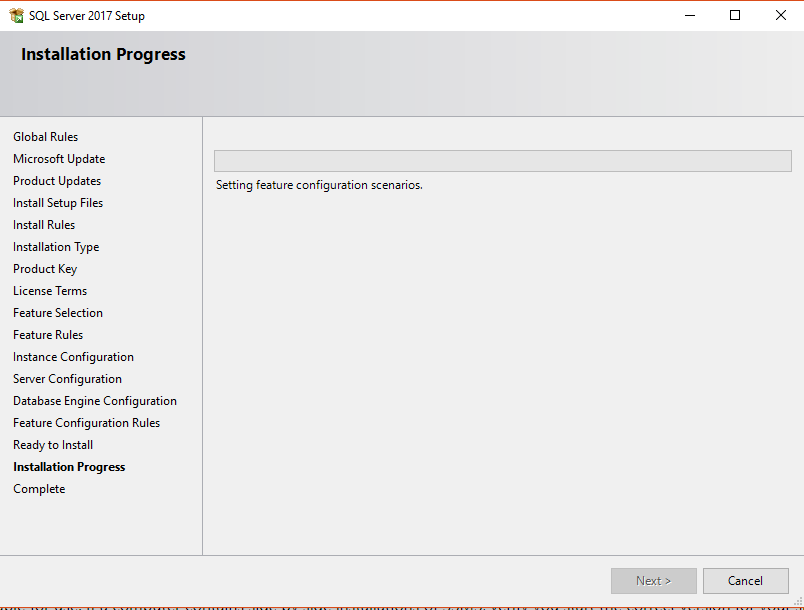 SQL Server 2017 Setup
Installation Progress
Global Rules
Microsoft Update
Product Updates
Install Setup Files
Install Rules
Installation Type
Product Key
License Terms
Feature Selection
Feature Rules
Instance Configuration
Server Configuration
Database Engine Configuration
Feature Configuration Rules
Ready to Install
Installation Progress
Complete
Setting feature configuration scenarios.
Next >
Cancel